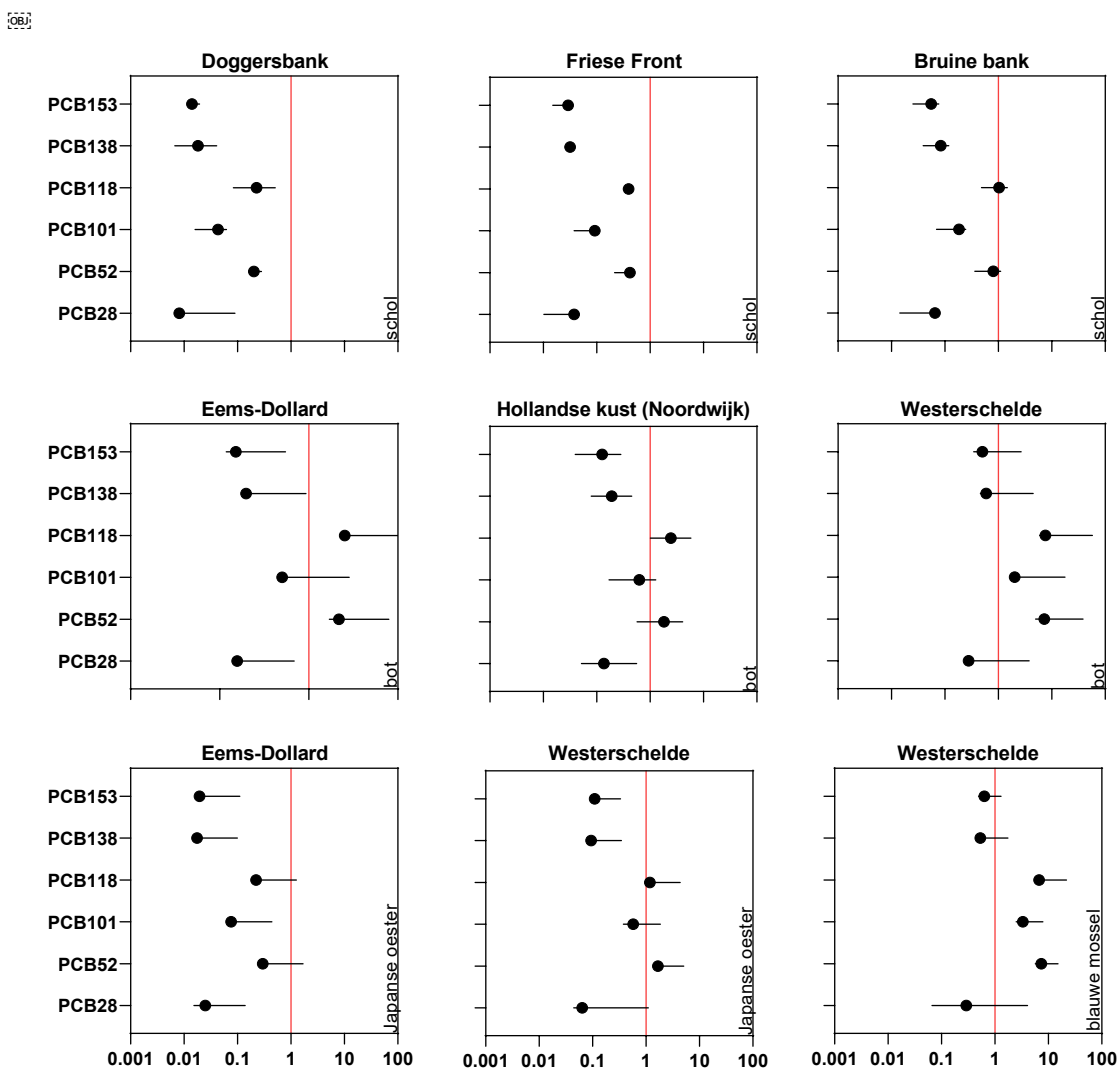 OBJ
Doggersbank
Friese Front
Bruine bank
PCB153
PCB138
PCB118
PCB101
PCB52
PCB28
schol
schol
schol
Eems-Dollard
Hollandse kust (Noordwijk)
Westerschelde
PCB153
PCB138
PCB118
PCB101
PCB52
PCB28
bot
bot
bot
Eems-Dollard
Westerschelde
Westerschelde
PCB153
PCB138
PCB118
PCB101
PCB52
PCB28
Japanse oester
Japanse oester
blauwe mossel
0.001 0.01 0.1 1 10 100
0.001 0.01 0.1 1 10 100
0.001 0.01 0.1 1 10 100